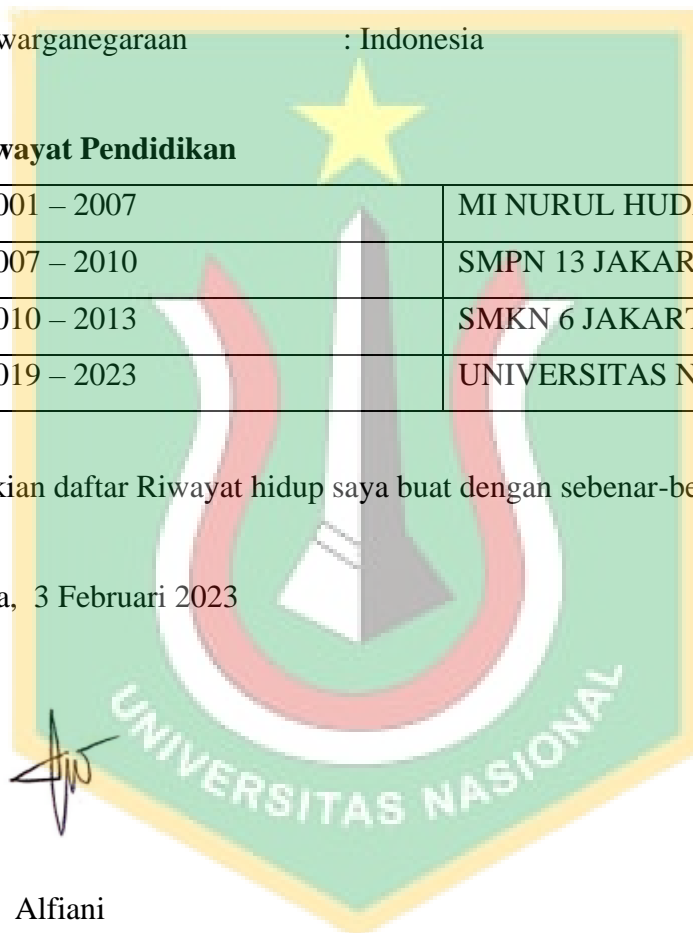 warganegaraan : Indonesia
wayat Pendidikan
001 – 2007 MI NURUL HUD
007 – 2010 SMPN 13 JAKAR
010 – 2013 SMKN 6 JAKART
019 – 2023 UNIVERSITAS N
kian daftar Riwayat hidup saya buat dengan sebenar-be
a, 3 Februari 2023
UNIVERSITAS NASIONAL
Alfiani